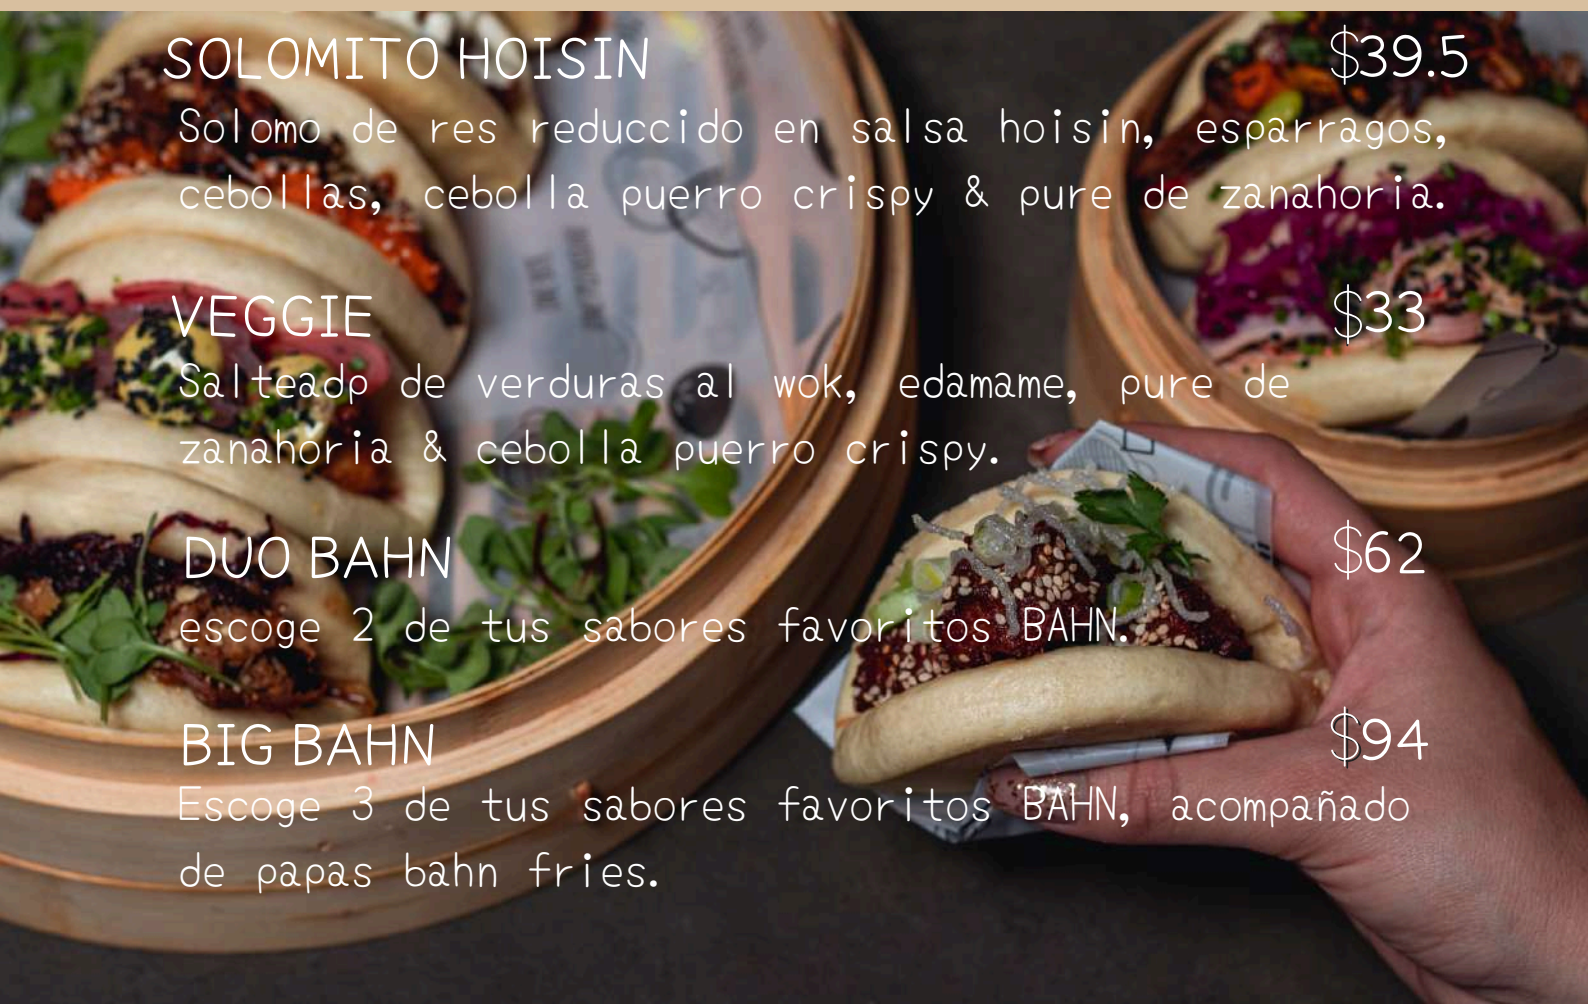 SOLOMITO HOISIN $39.5
Solomo de res reduccido en salsa hoisin, esparragos,
cebollas, cebolla puerro crispy & pure de zanahoria.
VEGGIE $33
Salteadp de verduras al wok, edamame, pure de
zanahoria & cebolla puerro crispy.
DUO BAHN $62
escoge 2 de tus sabores favoritos BAHN.
BIG BAHN $94
Escoge 3 de tus sabores favoritos BAHN, acompañado
de papas bahn fries.